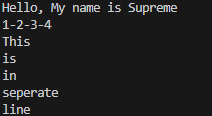 Hello, My name is Supreme
1-2-3-4
This
is
in
seperate
line